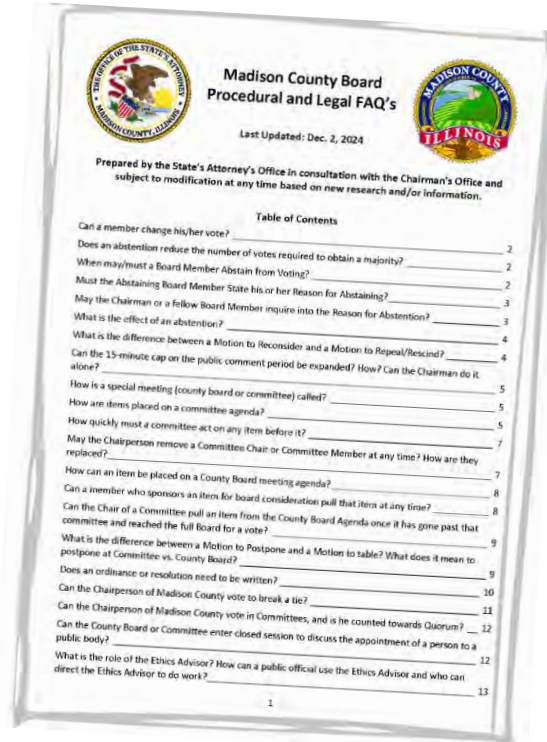 THE OFFICE OF THE STATE'S ATTORNEY
MADISON COUNTY, ILLINOIS
MADISON COUNTY
ILLINOIS
Madison County Board
Procedural and Legal FAQ's
Last Updated: Dec. 2, 2024
Prepared by the State's Attorney's Office in consultation with the Chairman's Office and
subject to modification at any time based on new research and/or information.
Table of Contents
Can a member change his/her vote? 2
Does an abstention reduce the number of votes required to obtain a majority? 2
When may/must a Board Member Abstain from Voting? 2
Must the Abstaining Board Member State his or her Reason for Abstaining? 3
May the Chairman or a fellow Board Member inquire into the Reason for Abstention? 3
What is the effect of an abstention? 4
What is the difference between a Motion to Reconsider and a Motion to Repeal/Rescind? 4
Can the 15-minute cap on the public comment period be expanded? How? Can the Chairman do it
alone? 5
How is a special meeting (county board or committee) called? 5
How are items placed on a committee agenda? 5
How quickly must a committee act on any item before it? 7
May the Chairperson remove a Committee Chair or Committee Member at any time? How are they
replaced? 7
How can an item be placed on a County Board meeting agenda? 8
Can a member who sponsors an item for board consideration pull that item at any time? 8
Can the Chair of a Committee pull an item from the County Board Agenda once it has gone past that
committee and reached the full Board for a vote? 9
What is the difference between a Motion to Postpone and a Motion to table? What does it mean to
postpone at Committee vs. County Board? 9
Does an ordinance or resolution need to be written? 10
Can the Chairperson of Madison County vote to break a tie? 11
Can the Chairperson of Madison County vote in Committees, and is he counted towards Quorum? 12
Can the County Board or Committee enter closed session to discuss the appointment of a person to a
public body? 12
What is the role of the Ethics Advisor? How can a public official use the Ethics Advisor and who can
direct the Ethics Advisor to do work? 13
1